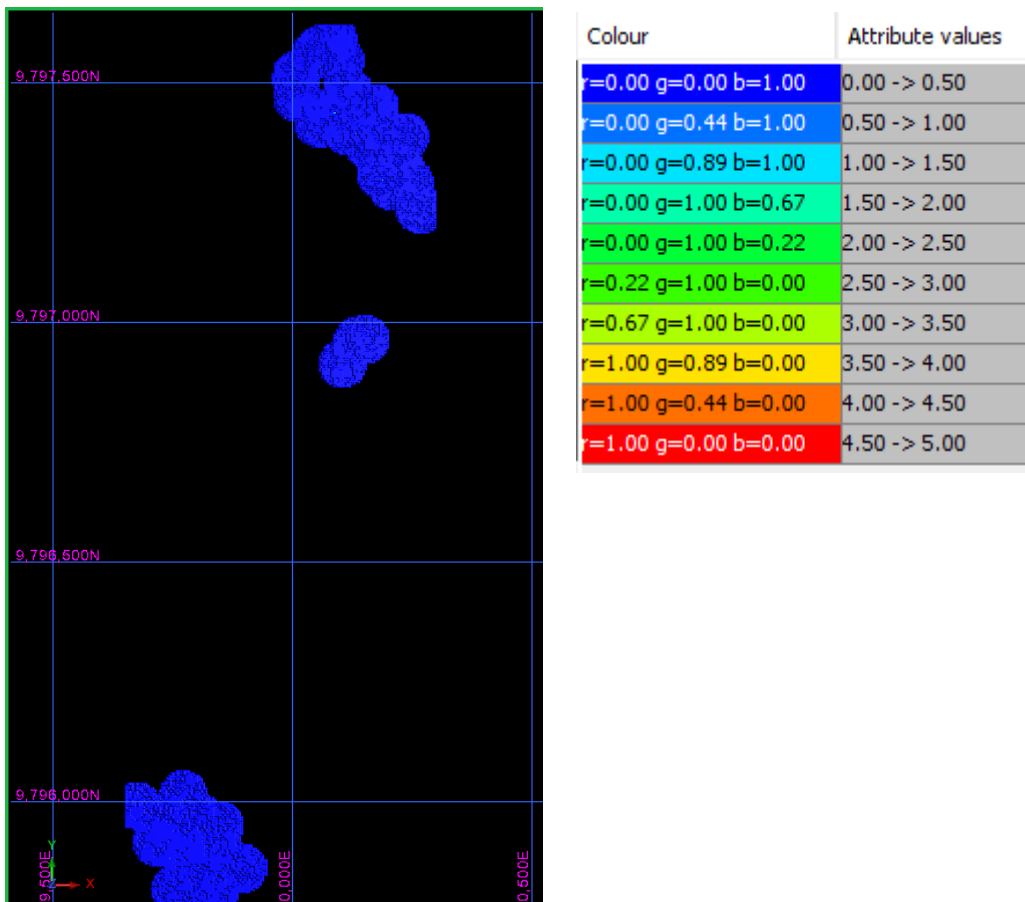 Colour Attribute values
r=0.00 g=0.00 b=1.00 0.00 -> 0.50
r=0.00 g=0.44 b=1.00 0.50 -> 1.00
r=0.00 g=0.89 b=1.00 1.00 -> 1.50
r=0.00 g=1.00 b=0.67 1.50 -> 2.00
r=0.00 g=1.00 b=0.22 2.00 -> 2.50
r=0.22 g=1.00 b=0.00 2.50 -> 3.00
r=0.67 g=1.00 b=0.00 3.00 -> 3.50
r=1.00 g=0.89 b=0.00 3.50 -> 4.00
r=1.00 g=0.44 b=0.00 4.00 -> 4.50
r=1.00 g=0.00 b=0.00 4.50 -> 5.00
9,797,500N
9,797,000N
9,796,500N
9,796,000N
Y
Z
X